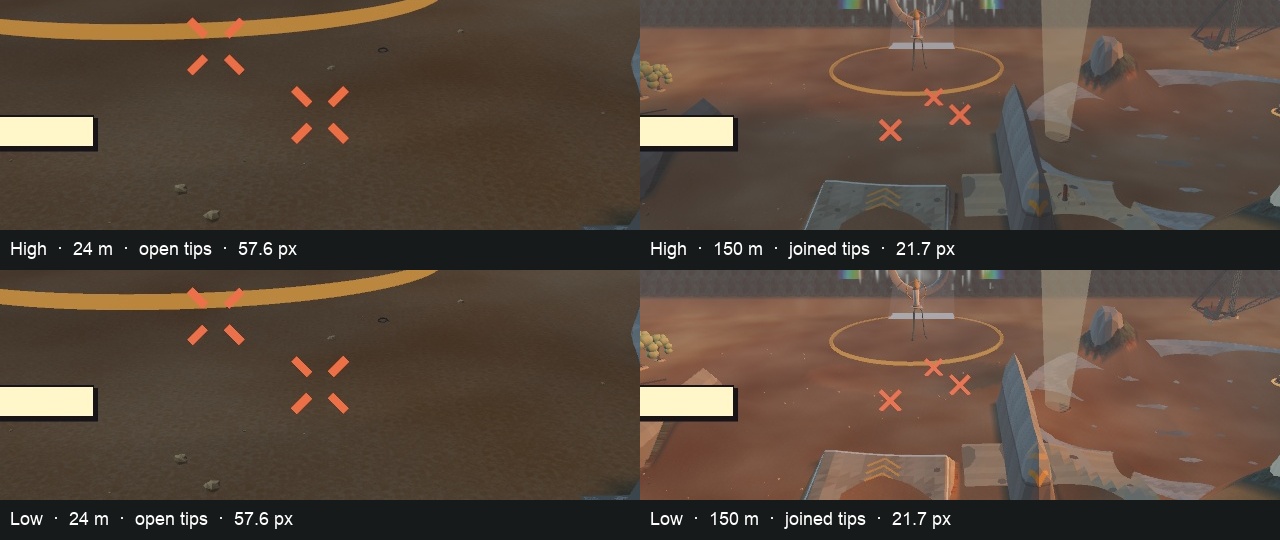 High · 24 m · open tips · 57.6 px
High · 150 m · joined tips · 21.7 px
Low · 24 m · open tips · 57.6 px
Low · 150 m · joined tips · 21.7 px